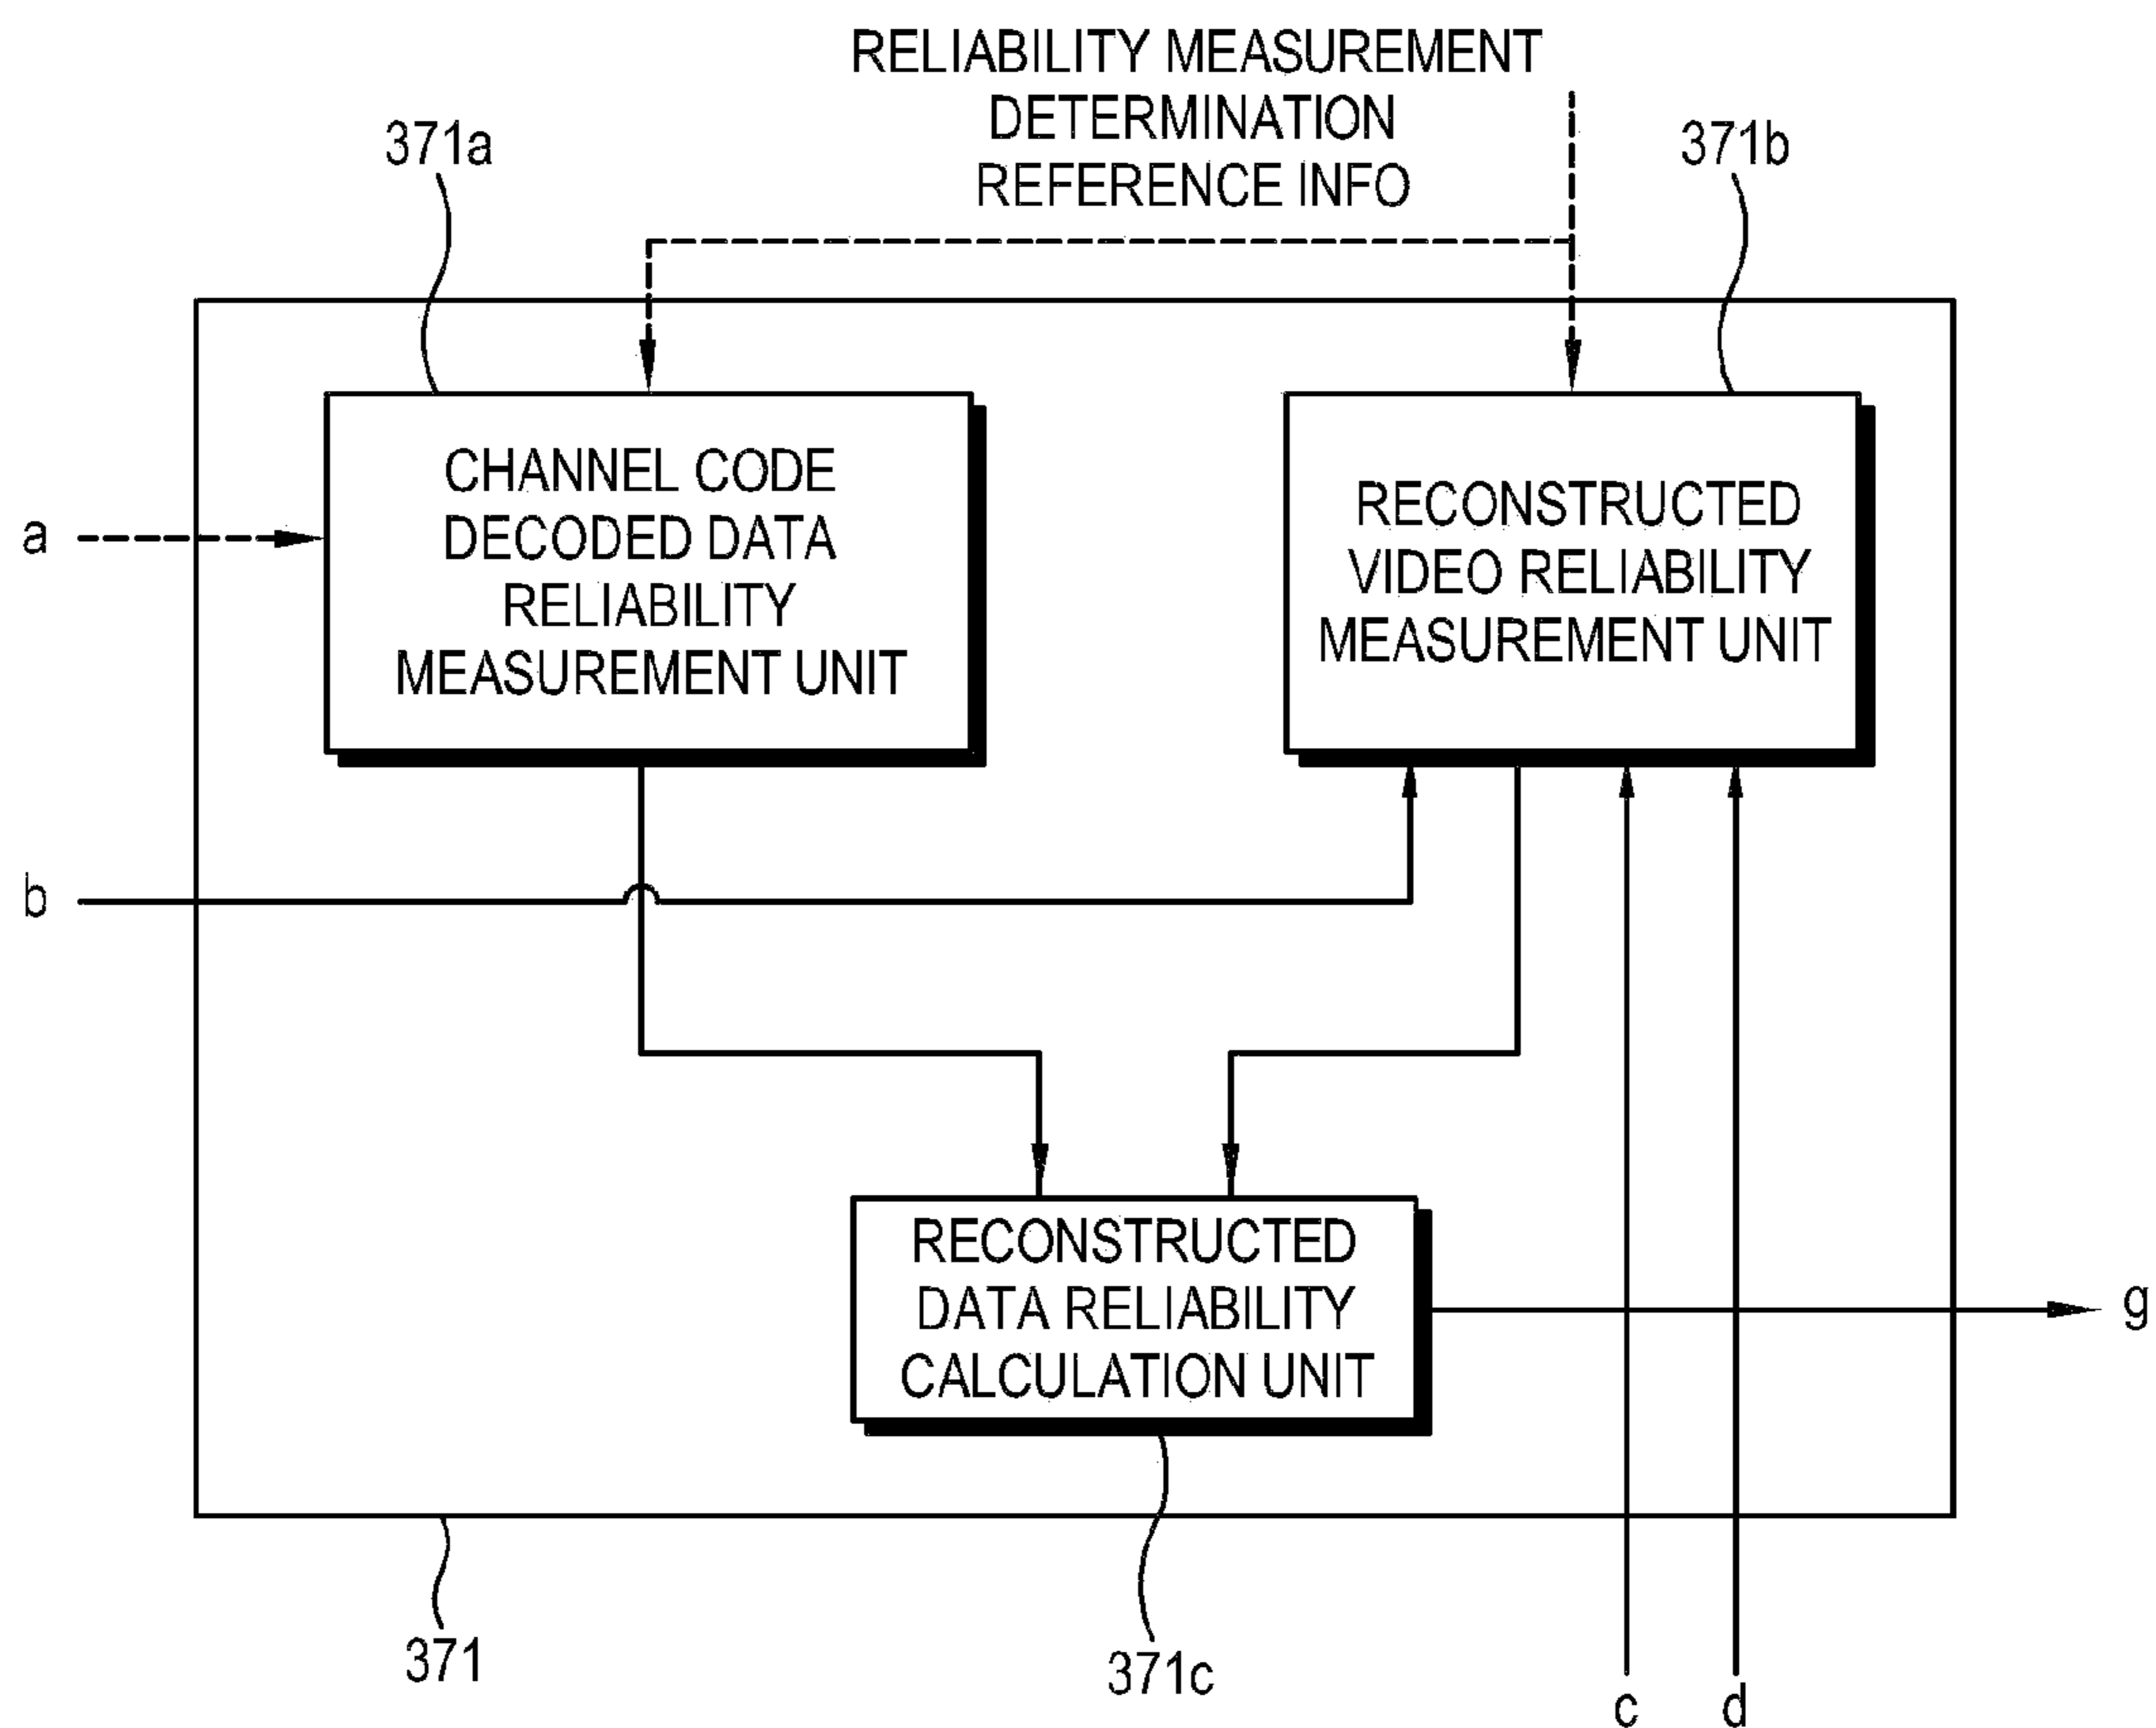 RELIABILITY MEASUREMENT
DETERMINATION
REFERENCE INFO
371a
371b
CHANNEL CODE
DECODED DATA
RELIABILITY
MEASUREMENT UNIT
RECONSTRUCTED
VIDEO RELIABILITY
MEASUREMENT UNIT
a
b
RECONSTRUCTED
DATA RELIABILITY
CALCULATION UNIT
g
371
371c
c
d